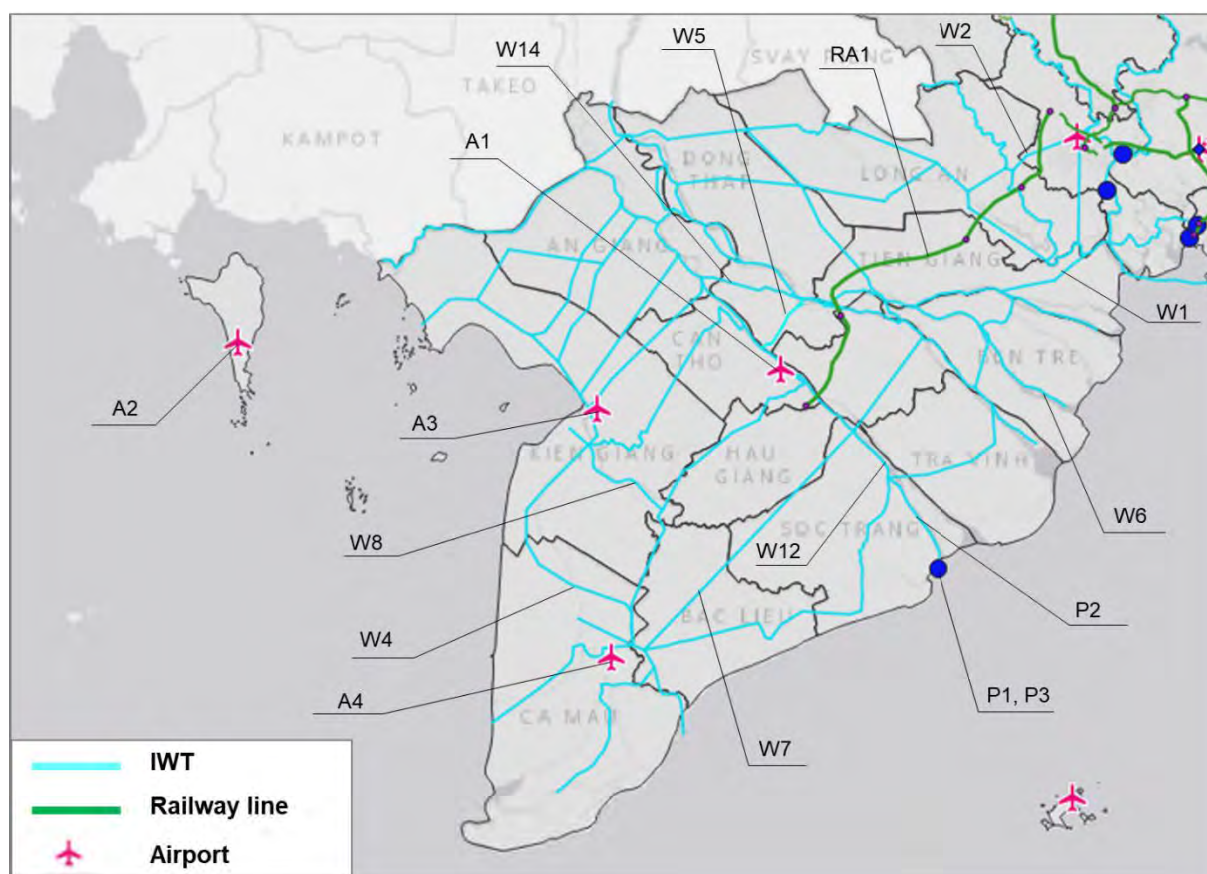 W14
W5
RA1
W2
SVAY RIENG
TAKEO
KAMPOT
A1
DONG
THAP
LONG AN
AN GIANG
TIEN GIANG
W1
CAN
THO
BEN TRE
A2
A3
KIEN GIANG
HAU
GIANG
TRA VINH
W6
W8
SOC TRANG
W12
P2
W4
BAC LIEU
A4
P1, P3
CA MAU
W7
IWT
Railway line
Airport